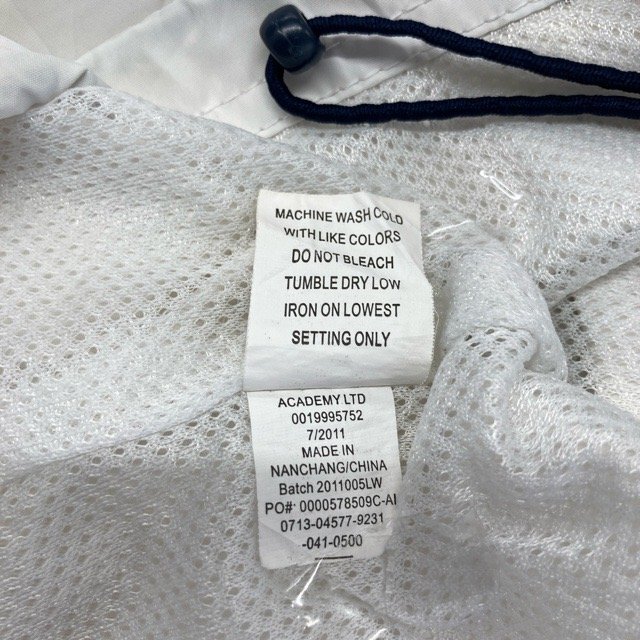 MACHINE WASH COLD
WITH LIKE COLORS
DO NOT BLEACH
TUMBLE DRY LOW
IRON ON LOWEST
SETTING ONLY
ACADEMY LTD
0019995752
7/2011
MADE IN
NANCHANG/CHINA
Batch 2011005LW
PO#: 0000578509C-AI
0713-04577-9231
-041-0500